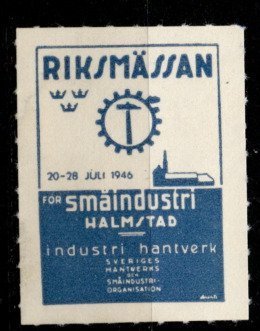 RIKSMÄSSAN
20-28 JULI 1946
FÖR småindustri
HALMSTAD
industri hantverk
SVERIGES
HANTVERKS
OCH
SMÅINDUSTRI-
ORGANISATION